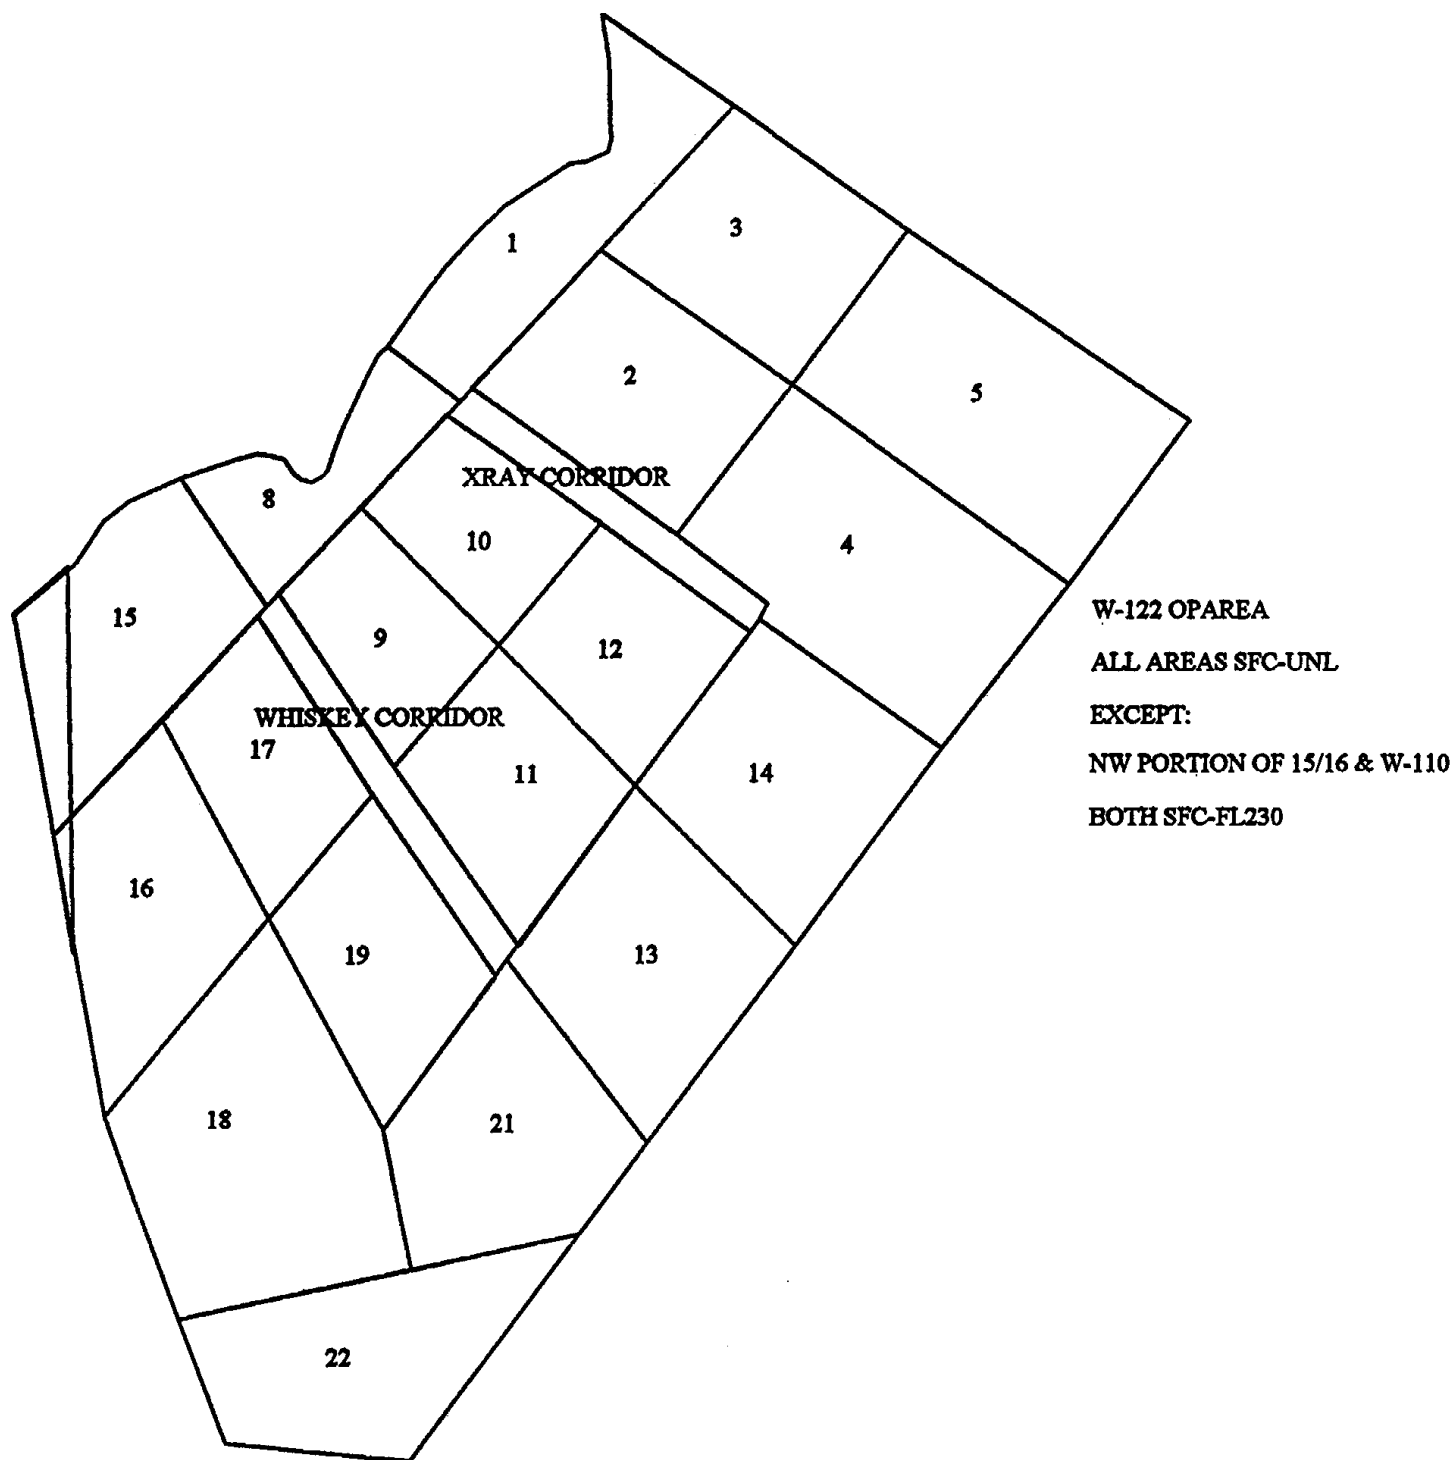 1
3
2
5
XRAY CORRIDOR
8
10
4
15
9
12
WHISKEY CORRIDOR
17
11
14
16
19
13
18
21
22
W-122 OPAREA
ALL AREAS SFC-UNL
EXCEPT:
NW PORTION OF 15/16 & W-110
BOTH SFC-FL230